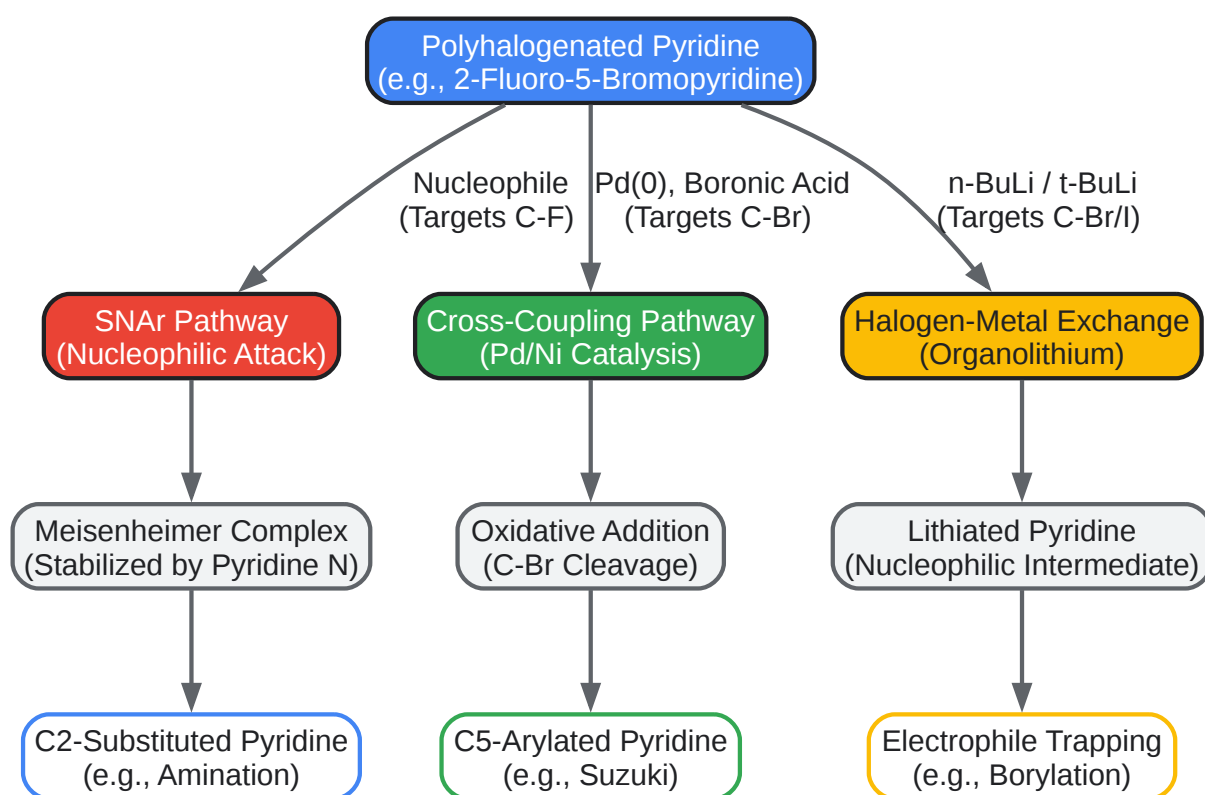 Polyhalogenated Pyridine
(e.g., 2-Fluoro-5-Bromopyridine)
Nucleophile
(Targets C-F)
Pd(0), Boronic Acid
(Targets C-Br)
n-BuLi / t-BuLi
(Targets C-Br/I)
SNAr Pathway
(Nucleophilic Attack)
Cross-Coupling Pathway
(Pd/Ni Catalysis)
Halogen-Metal Exchange
(Organolithium)
Meisenheimer Complex
(Stabilized by Pyridine N)
Oxidative Addition
(C-Br Cleavage)
Lithiated Pyridine
(Nucleophilic Intermediate)
C2-Substituted Pyridine
(e.g., Amination)
C5-Arylated Pyridine
(e.g., Suzuki)
Electrophile Trapping
(e.g., Borylation)